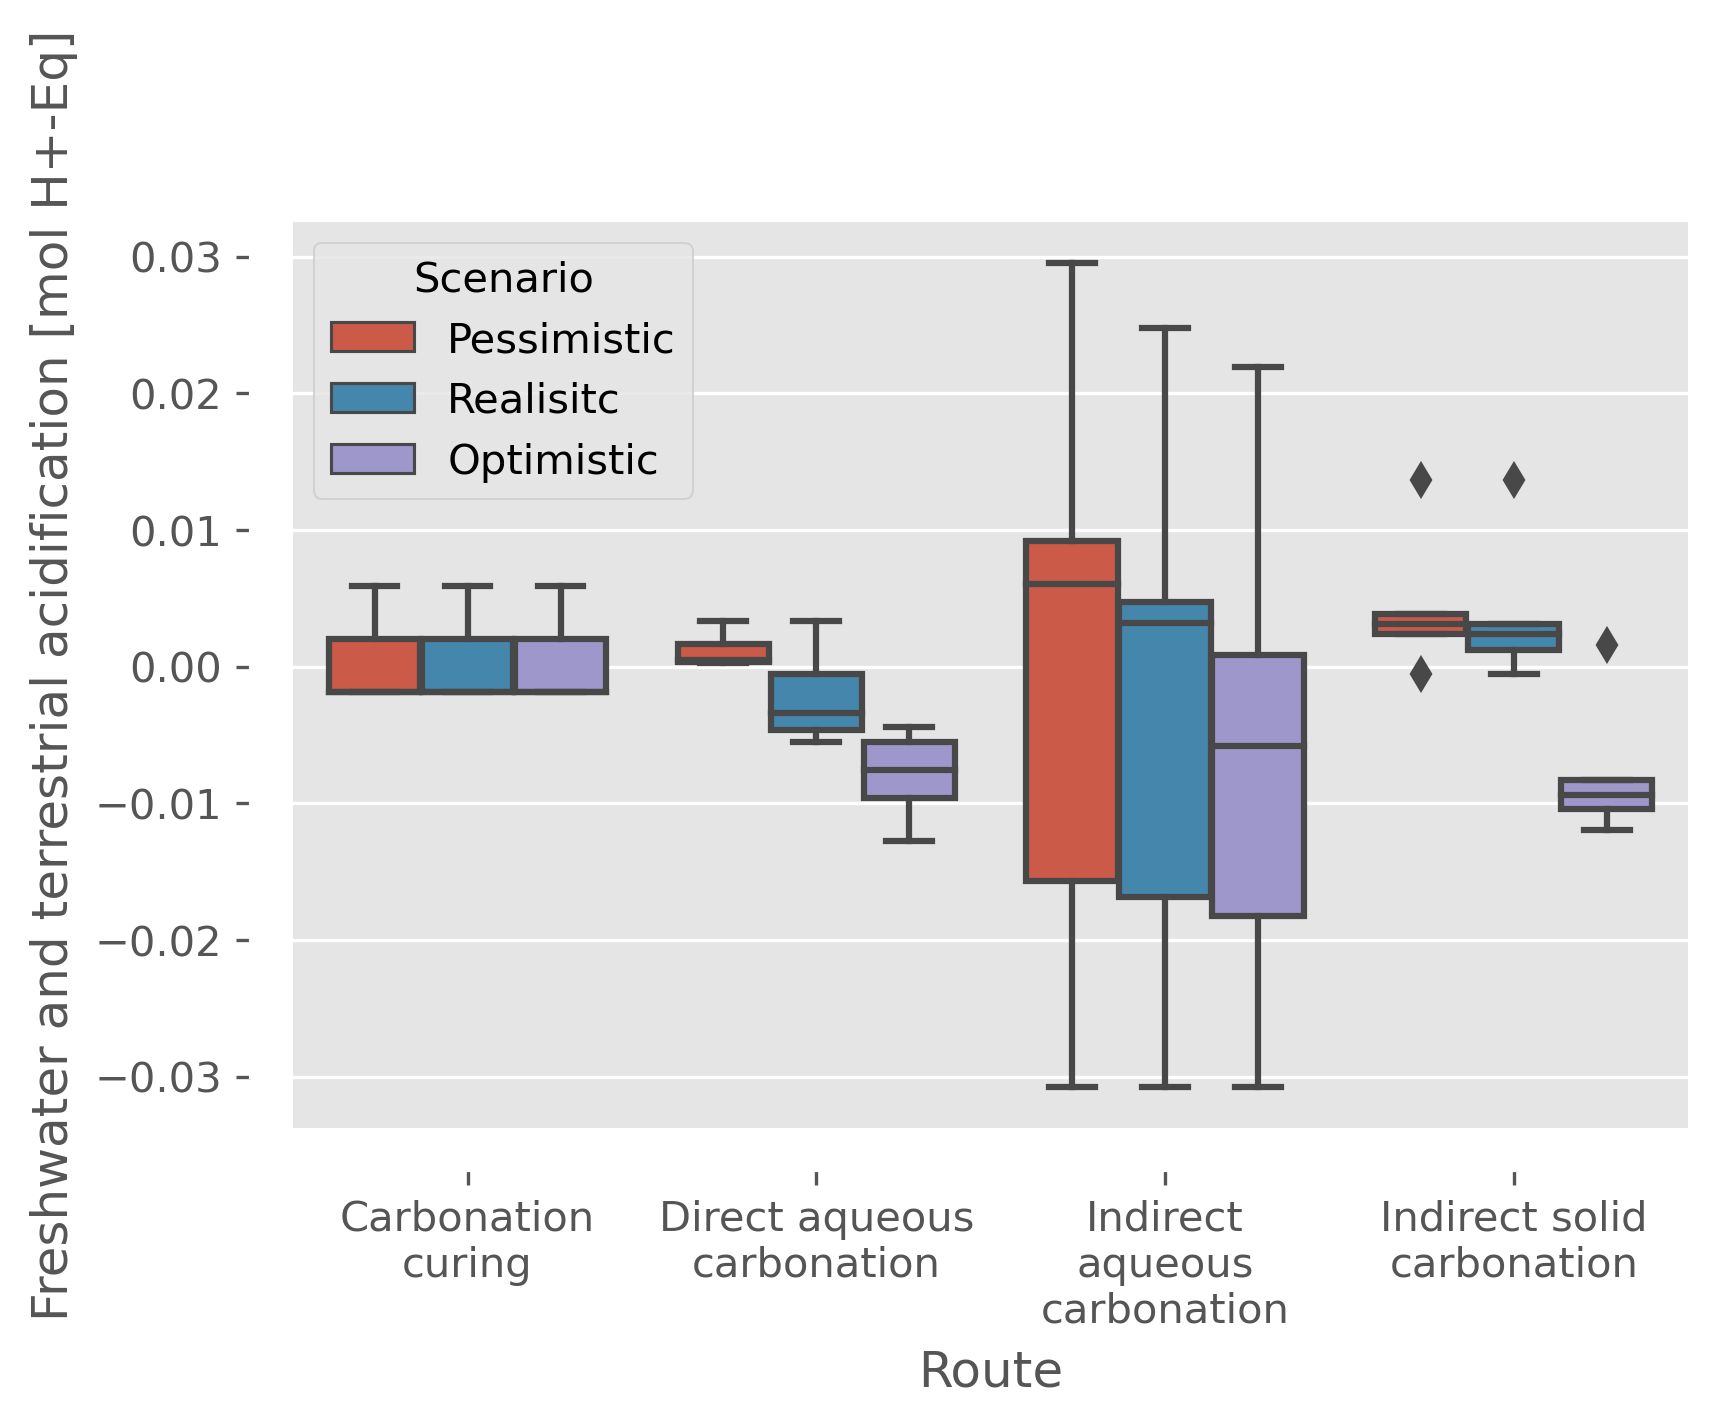 Freshwater and terrestrial acidification [mol H+-Eq]
0.03
0.02
0.01
0.00
−0.01
−0.02
−0.03
Scenario
Pessimistic
Realisitc
Optimistic
Carbonation
curing
Direct aqueous
carbonation
Indirect
aqueous
carbonation
Indirect solid
carbonation
Route